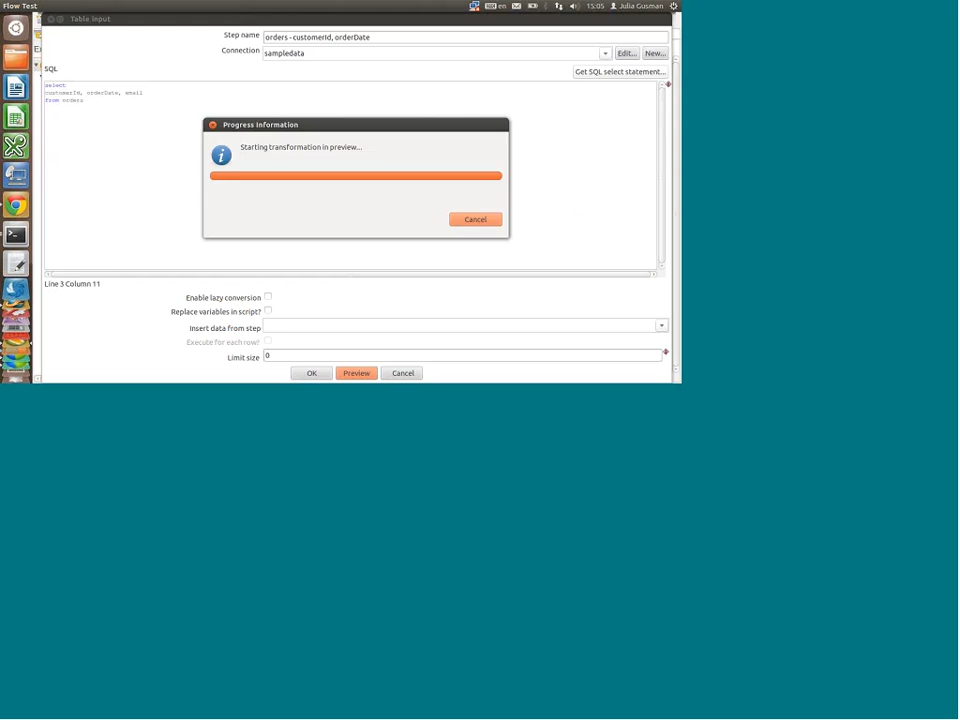 Flow Test
en
15:05
Julia Gusman
Table input
Step name
orders - customerId, orderDate
Connection
sampledata
Edit...
New...
SQL
Get SQL select statement...
select
customerId, orderDate, email
from orders
Progress Information
Starting transformation in preview...
Cancel
Line 3 Column 11
Enable lazy conversion
Replace variables in script?
Insert data from step
Execute for each row?
Limit size
0
OK
Preview
Cancel